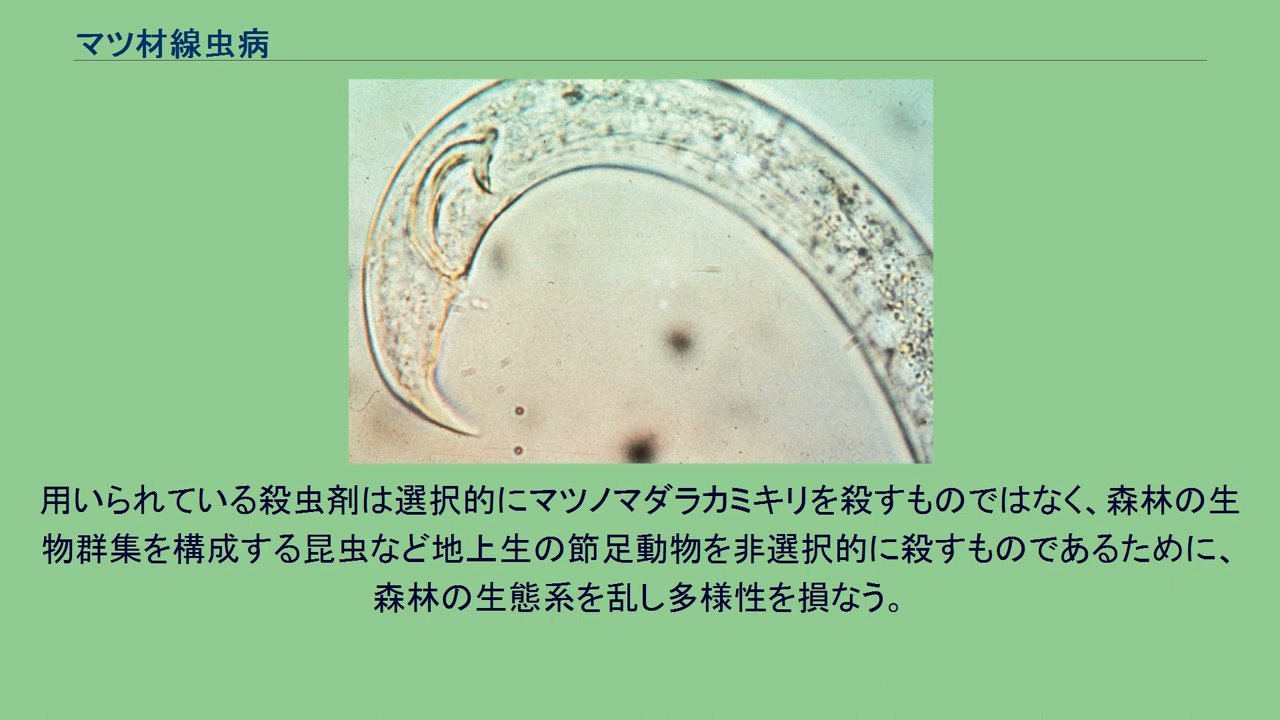 マツ材線虫病
用いられている殺虫剤は選択的にマツノマダラカミキリを殺すものではなく、森林の生
物群集を構成する昆虫など地上生の節足動物を非選択的に殺すものであるために、
森林の生態系を乱し多様性を損なう。